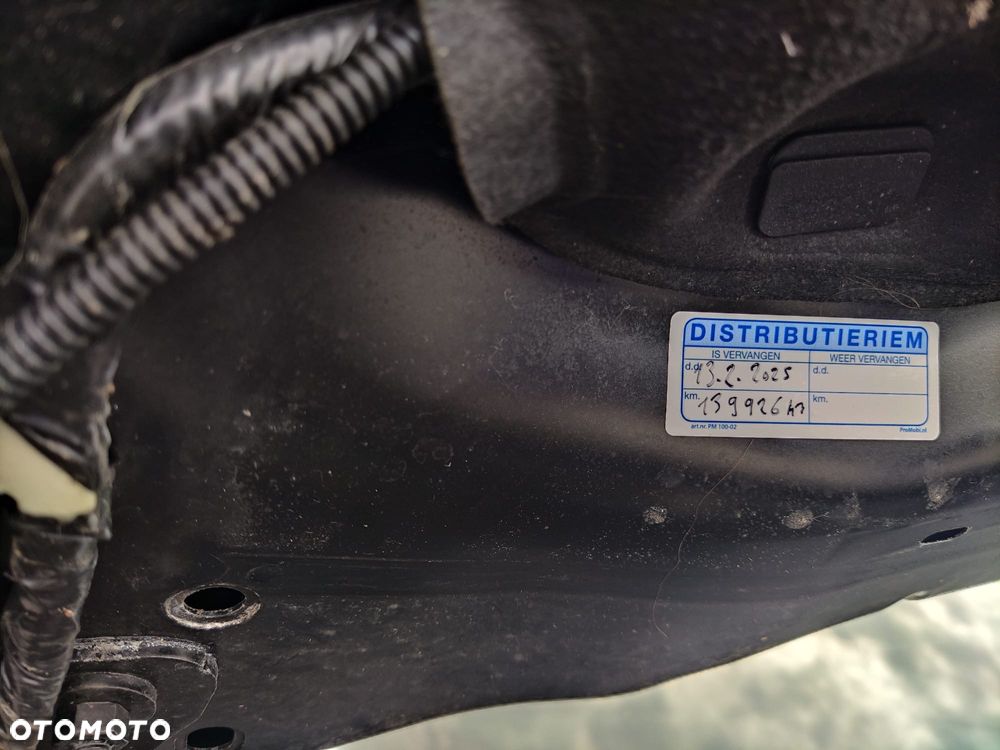 DISTRIBUTIERIEM
IS VERVANGEN
WEER VERVANGEN
d.d. 13.2.2025
d.d.
km. 159926
km.
art.nr. PM 100-02
ProMobi.nl
OTOMOTO